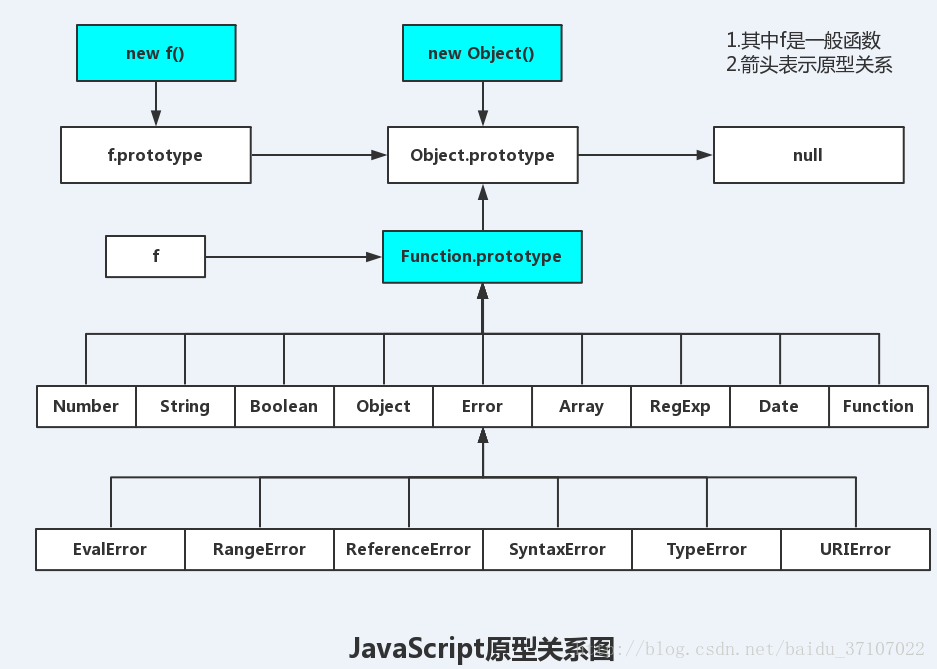 new f()
new Object()
1.其中f是一般函数
2.箭头表示原型关系
f.prototype
Object.prototype
null
f
Function.prototype
Number
String
Boolean
Object
Error
Array
RegExp
Date
Function
EvalError
RangeError
ReferenceError
SyntaxError
TypeError
URIError
JavaScript原型关系图
http://blog.csdn.net/baidu_37107022